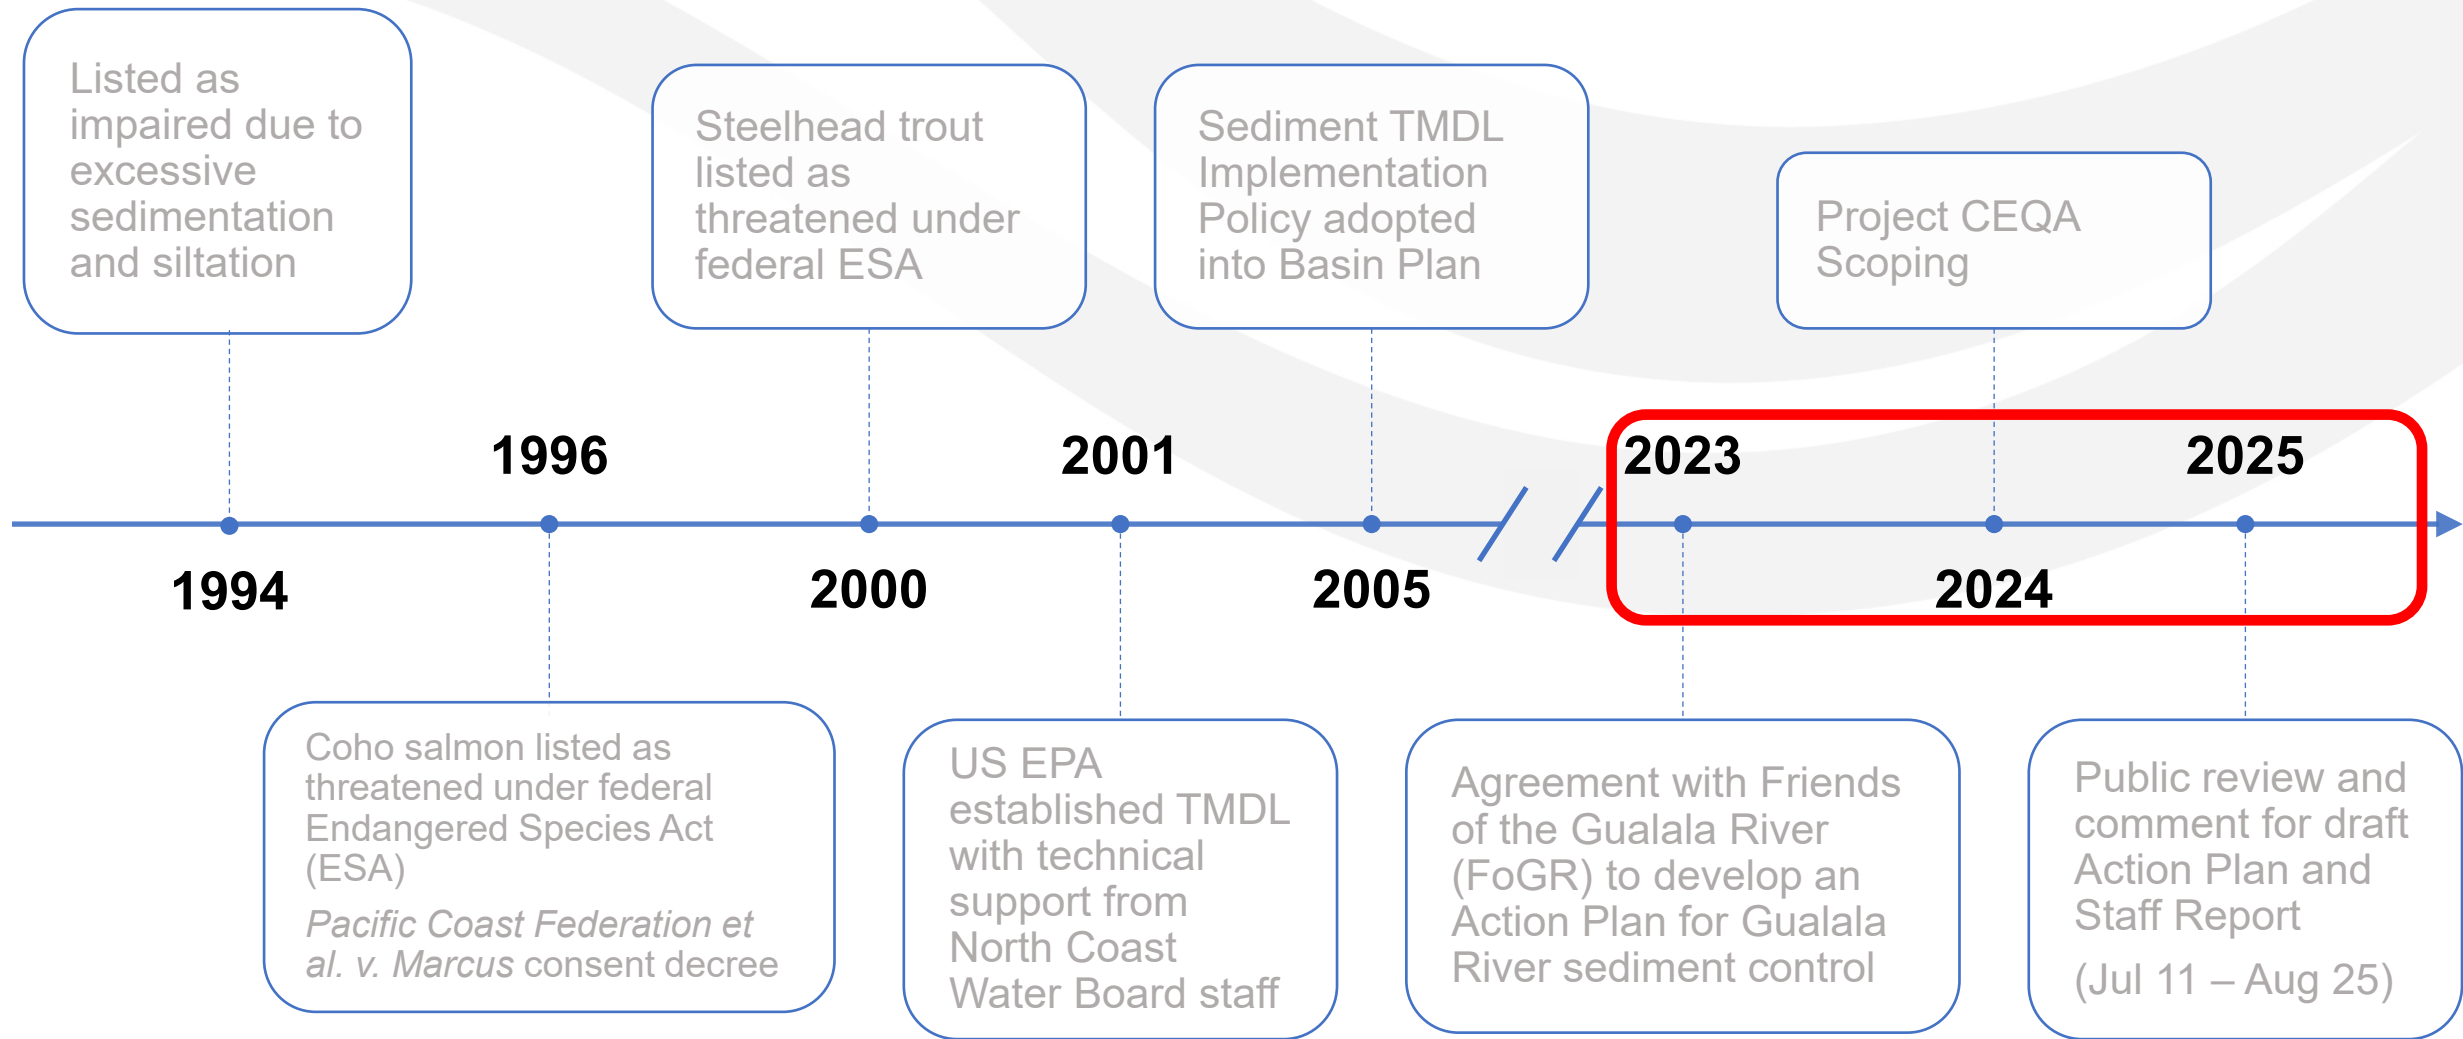 Listed as
impaired due to
excessive
sedimentation
and siltation
Steelhead trout
listed as
threatened under
federal ESA
Sediment TMDL
Implementation
Policy adopted
into Basin Plan
Project CEQA
Scoping
1996
2001
2023
2025
1994
2000
2005
2024
Coho salmon listed as
threatened under federal
Endangered Species Act
(ESA)
Pacific Coast Federation et
al. v. Marcus consent decree
US EPA
established TMDL
with technical
support from
North Coast
Water Board staff
Agreement with Friends
of the Gualala River
(FoGR) to develop an
Action Plan for Gualala
River sediment control
Public review and
comment for draft
Action Plan and
Staff Report
(Jul 11 – Aug 25)